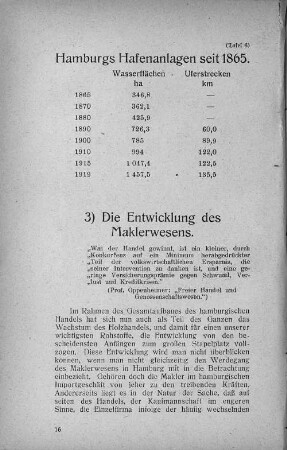 (Tafel 4)
Hamburgs Hafenanlagen seit 1865.
Wasserflächen Uferstrecken
ha km
1865 346,8 —
1870 362,1 —
1880 425,9 —
1890 726,3 60,0
1900 785 89,9
1910 994 122,0
1915 1 047,4 122,5
1919 1 457,5 135,5
3) Die Entwicklung des
Maklerwesens.
„Was der Handel gewinnt, ist ein kleiner, durch
„Konkurrenz auf ein Minimum herabgedrückter
„Teil der volkswirtschaftlichen Ersparnis, die
„seiner Intervention zu danken ist, und eine ge-
„ringe Versicherungsprämie gegen Schwund, Ver-
„lust und Kreditkrisen.“
(Prof. Oppenheimer: „Freier Handel und
Genossenschaftswesen.“)
Im Rahmen des Gesamtaufbaues des hamburgischen
Handels hat sich nun auch als Teil des Ganzen das
Wachstum des Holzhandels, und damit für einen unserer
wichtigsten Rohstoffe, die Entwicklung von den be-
scheidensten Anfängen zum großen Stapelplatz vollzo-
gen. Diese Entwicklung wird man nicht überblicken
können, wenn man nicht gleichzeitig den Werdegang
des Maklerwesens in Hamburg mit in die Betrachtung
einbezieht. Gehören doch die Makler im hamburgischen
Importgeschäft von jeher zu den treibenden Kräften.
Andererseits liegt es in der Natur der Sache, daß auf
Seiten des Handels, der Kaufmannschaft im engeren
Sinne, die Einzelfirma infolge der häufig wechselnden
16